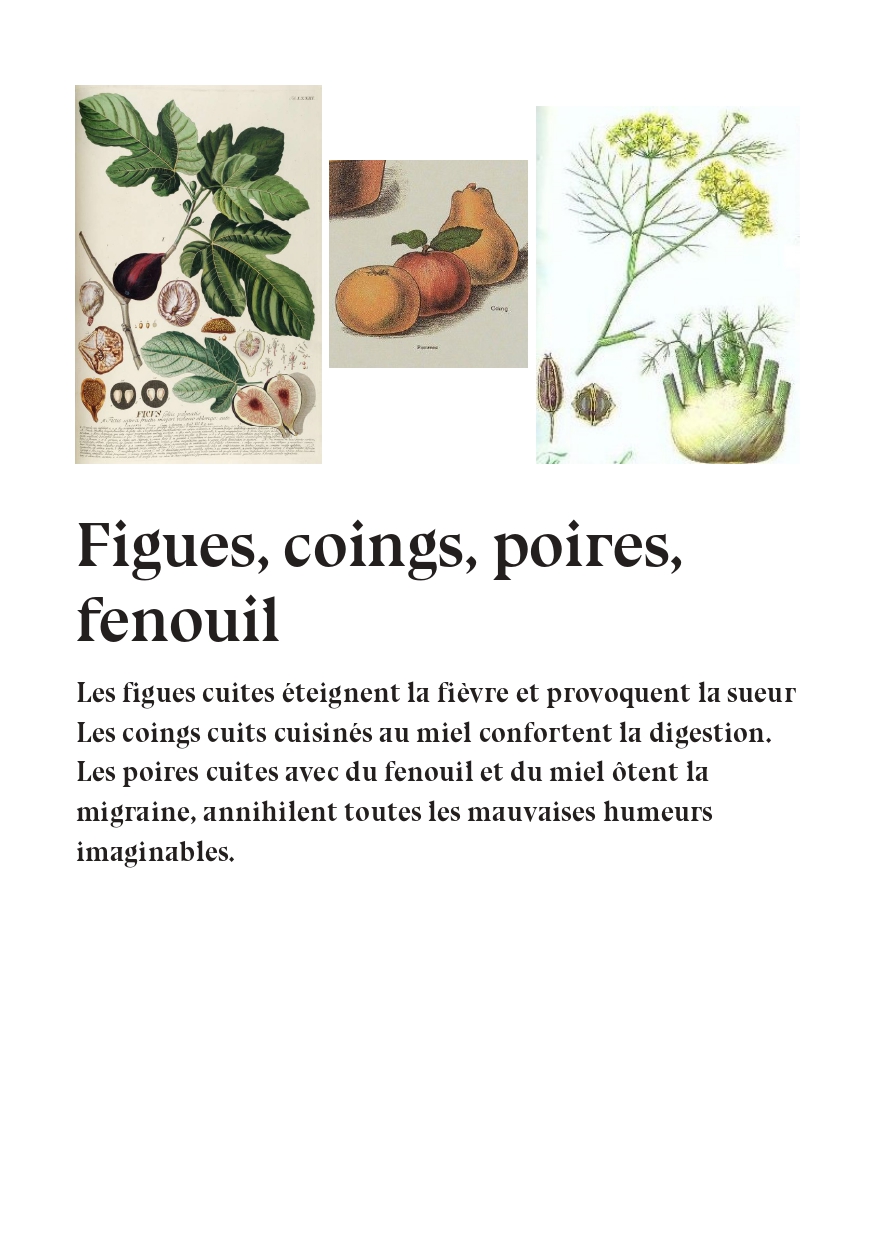 FICUS
Pomme
Coing
Figues, coings, poires,
fenouil
Les figues cuites éteignent la fièvre et provoquent la sueur
Les coings cuits cuisinés au miel confortent la digestion.
Les poires cuites avec du fenouil et du miel ôtent la
migraine, annihilent toutes les mauvaises humeurs
imaginables.